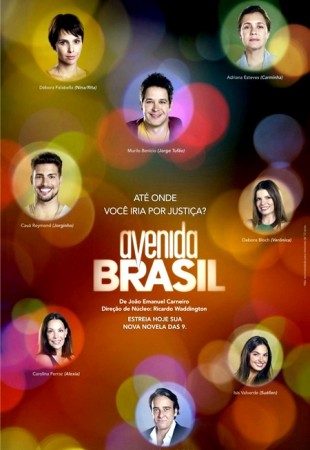 Adriana Esteves (Carminha)
Débora Falabella (Nina/Rita)
Murilo Benício (Jorge Tufão)
ATÉ ONDE
VOCÊ IRIA POR JUSTIÇA?
Cauã Reymond (Jorginho)
Débora Bloch (Verônica)
avenida
BRASIL
De João Emanuel Carneiro
Direção de Núcleo: Ricardo Waddington
ESTREIA HOJE SUA
NOVA NOVELA DAS 9.
Carolina Ferraz (Alexia)
Isis Valverde (Suellen)